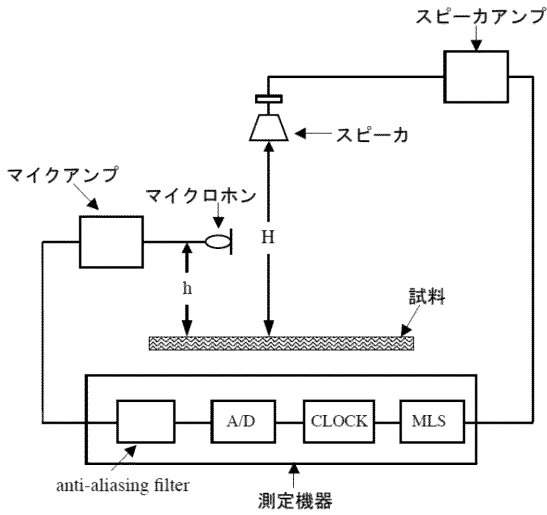 スピーカアンプ
スピーカ
マイクアンプ
マイクロホン
H
h
試料
A/D
CLOCK
MLS
anti-aliasing filter
測定機器